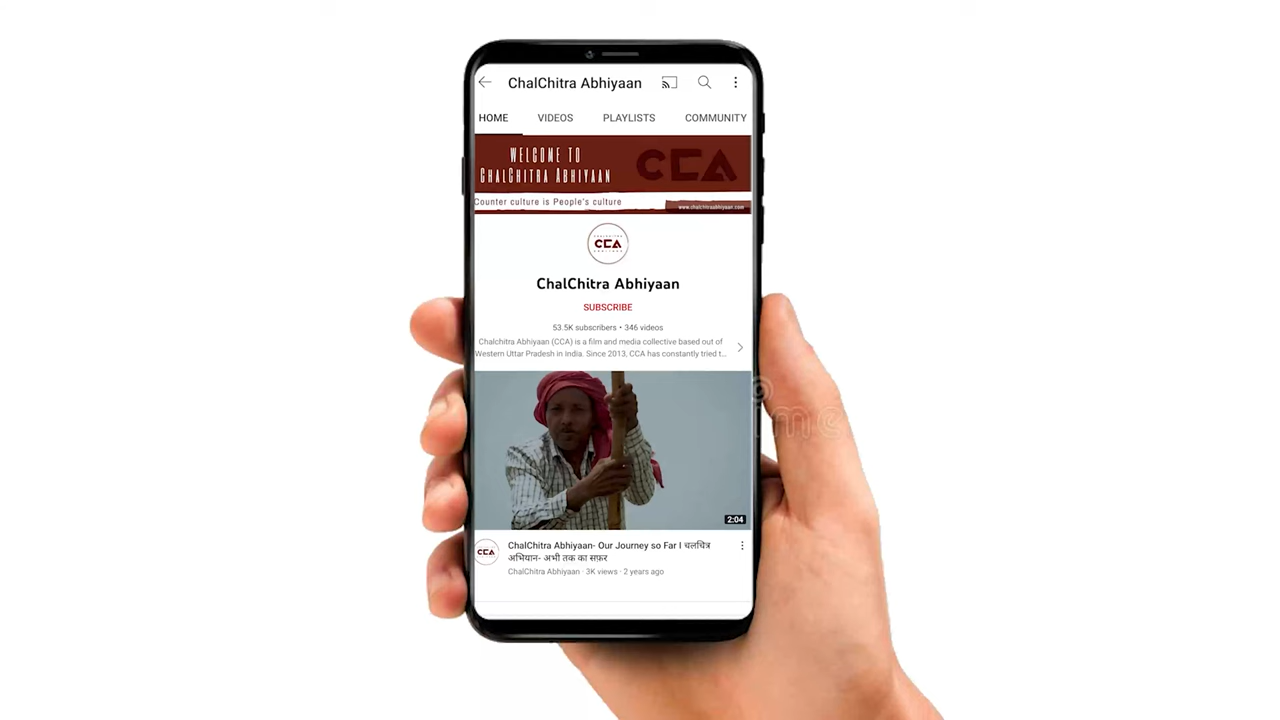 ChalChitra Abhiyaan
HOME VIDEOS PLAYLISTS COMMUNITY
WELCOME TO
CHALCHITRA ABHIYAAN
CCA
Counter culture is People's culture
www.chalchitraabhiyaan.com
CCA
ChalChitra Abhiyaan
SUBSCRIBE
53.5K subscribers • 346 videos
Chalchitra Abhiyaan (CCA) is a film and media collective based out of
Western Uttar Pradesh in India. Since 2013, CCA has constantly tried t...
2:04
CCA
ChalChitra Abhiyaan- Our Journey so Far I चलचित्र
अभियान- अभी तक का सफ़र
ChalChitra Abhiyaan · 3K views · 2 years ago